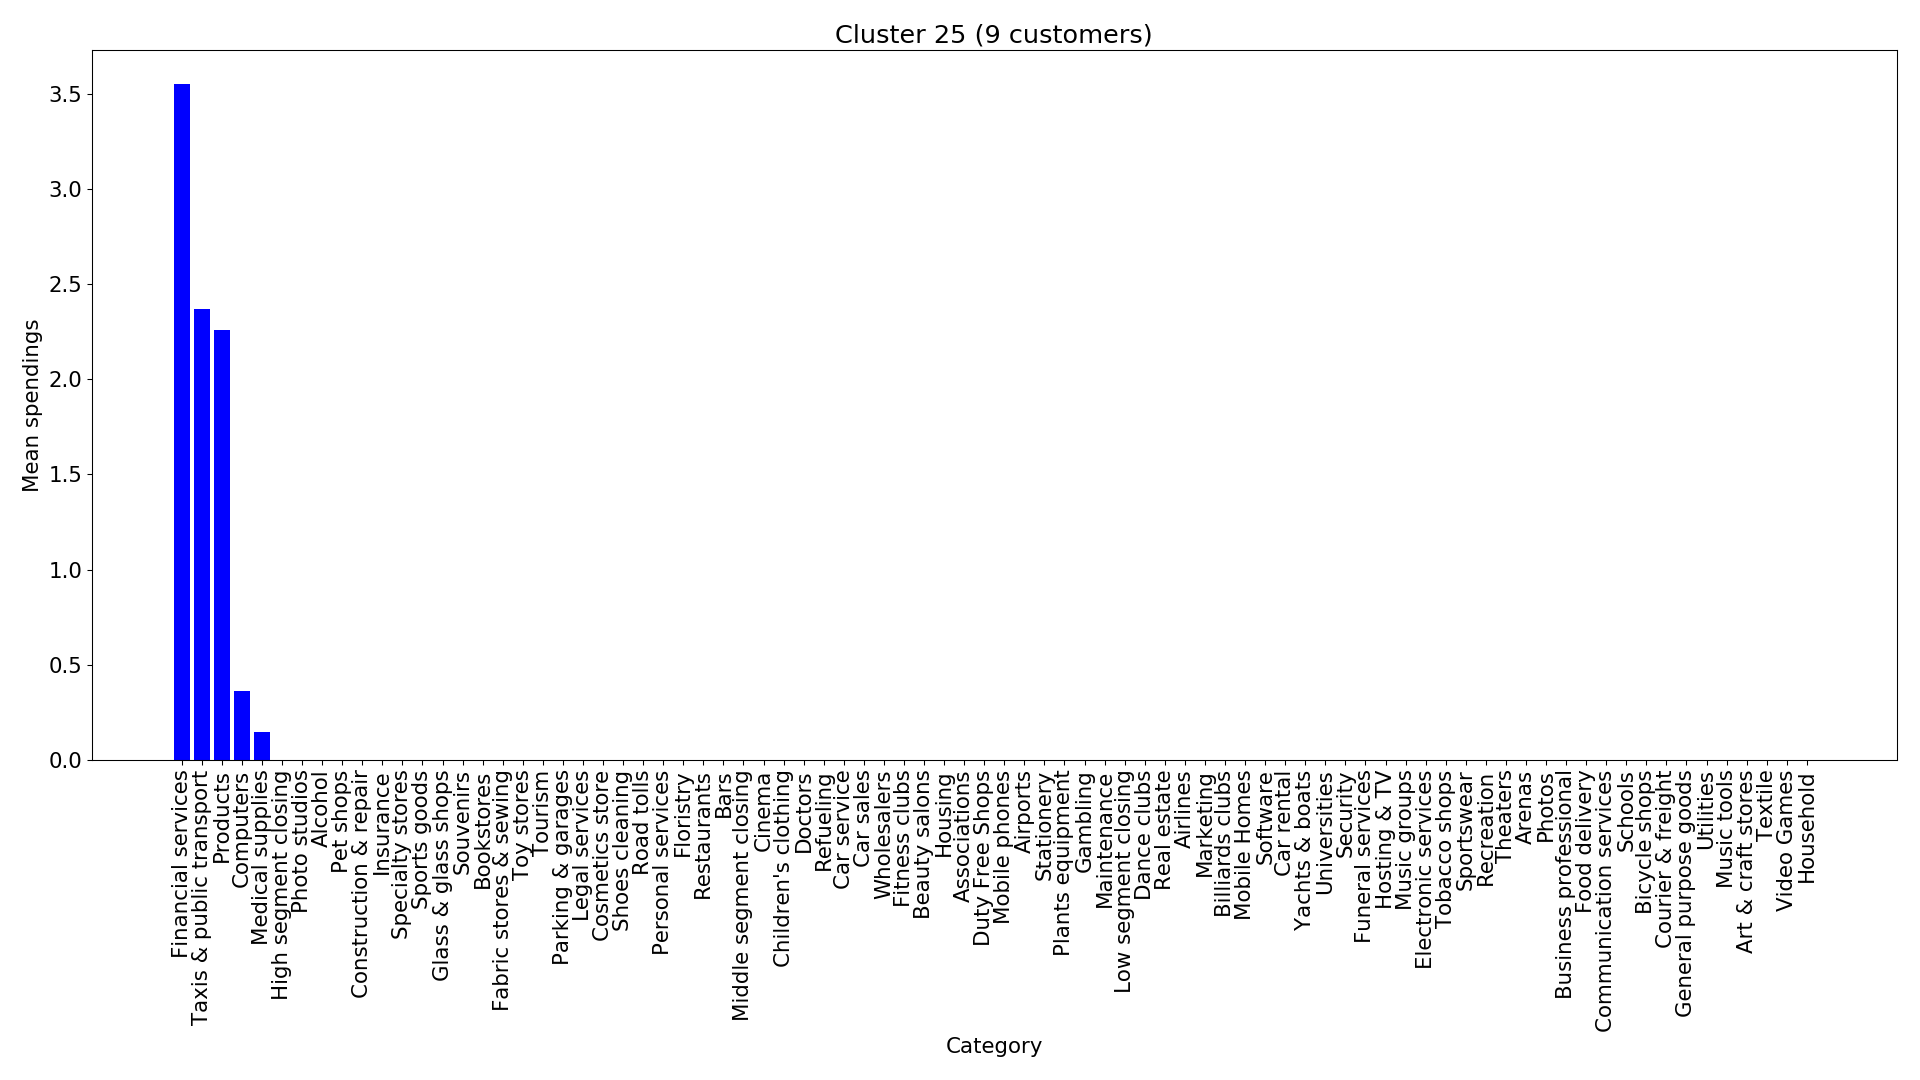 Cluster 25 (9 customers)
Mean spendings
3.5
3.0
2.5
2.0
1.5
1.0
0.5
0.0
Financial services
Taxis & public transport
Products
Computers
Medical supplies
High segment closing
Photo studios
Alcohol
Pet shops
Construction & repair
Insurance
Specialty stores
Sports goods
Glass & glass shops
Souvenirs
Bookstores
Fabric stores & sewing
Toy stores
Tourism
Parking & garages
Legal services
Cosmetics store
Shoes cleaning
Road tolls
Personal services
Floristry
Restaurants
Bars
Middle segment closing
Cinema
Children's clothing
Doctors
Refueling
Car service
Car sales
Wholesalers
Fitness clubs
Beauty salons
Housing
Associations
Duty Free Shops
Mobile phones
Airports
Stationery
Plants equipment
Gambling
Maintenance
Low segment closing
Dance clubs
Real estate
Airlines
Marketing
Billiards clubs
Mobile Homes
Software
Car rental
Yachts & boats
Universities
Security
Funeral services
Hosting & TV
Music groups
Electronic services
Tobacco shops
Sportswear
Recreation
Theaters
Arenas
Photos
Business professional
Food delivery
Communication services
Schools
Bicycle shops
Courier & freight
General purpose goods
Utilities
Music tools
Art & craft stores
Textile
Video Games
Household
Category